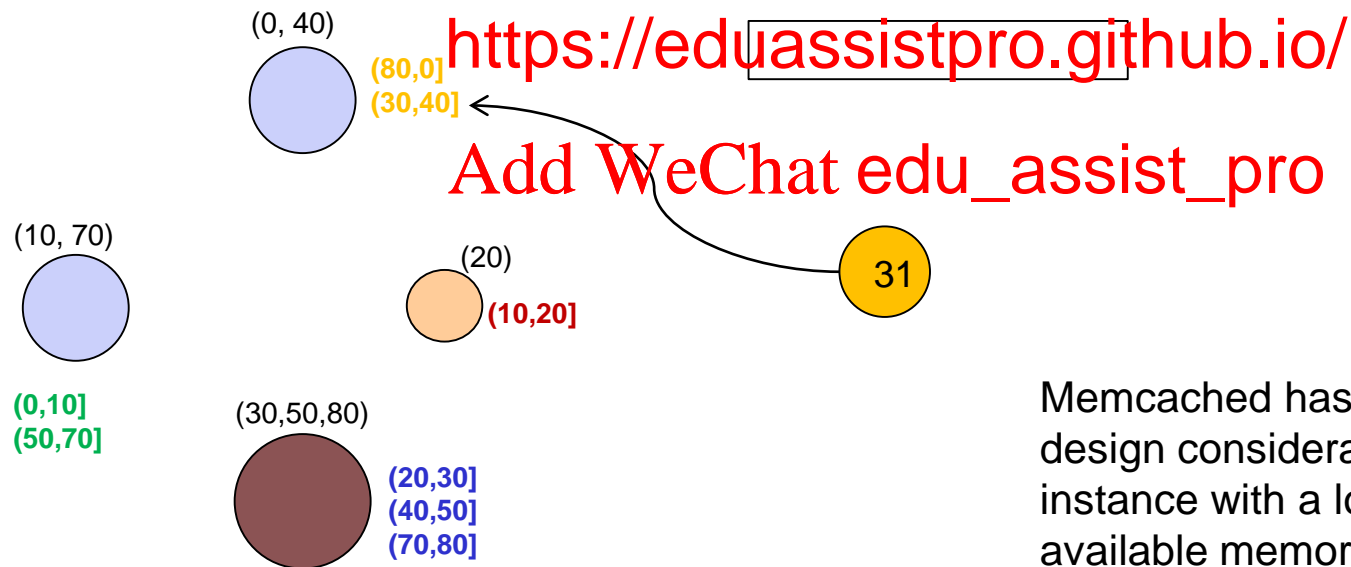 (0, 40)
https://eduassistpro.github.io/
(80,0]
(30,40]
Add WeChat edu_assist_pro
(10, 70)
(20)
31
(10,20]
(0,10]
(50,70]
(30,50,80)
(20,30]
(40,50]
(70,80]
Memcached has
design considera
instance with a lo
available memor